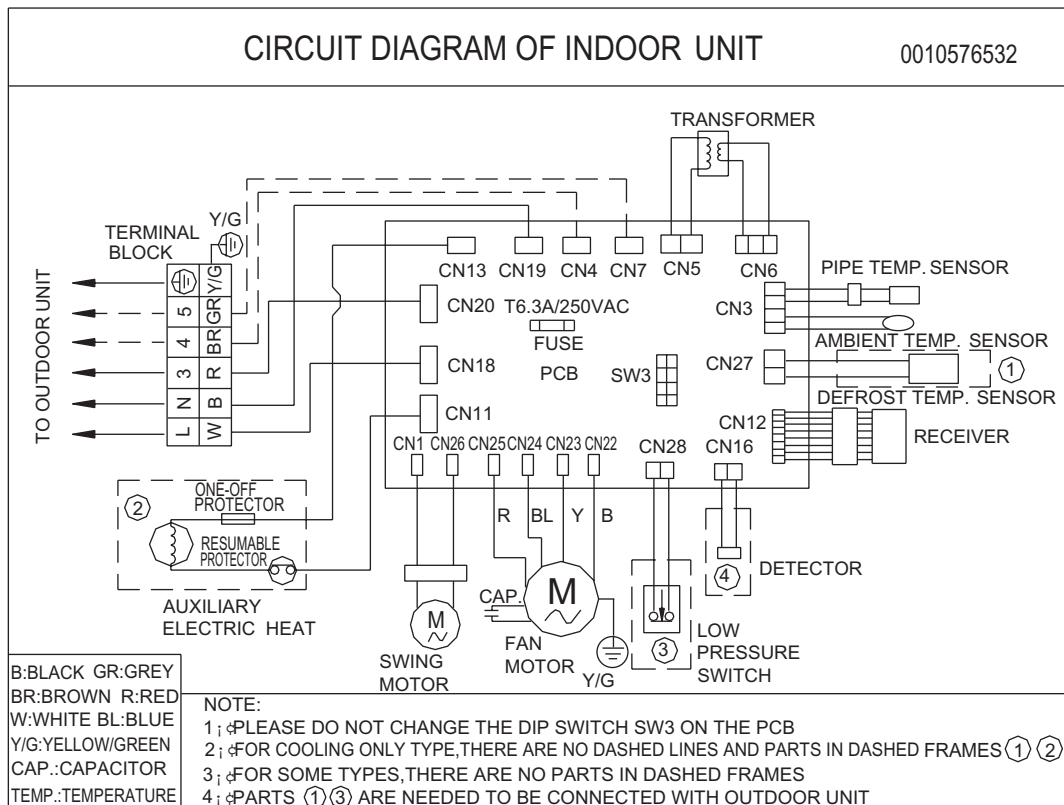 CIRCUIT DIAGRAM OF INDOOR UNIT 0010576532
TRANSFORMER
Y/G
TERMINAL
BLOCK
CN13 CN19 CN4 CN7 CN5 CN6
TO OUTDOOR UNIT
Y/G
5 GR
4 BR
3 R
N B
L W
CN20 T6.3A/250VAC
FUSE
PCB
CN18
CN11
SW3
CN3
PIPE TEMP. SENSOR
AMBIENT TEMP. SENSOR
CN27
1
DEFROST TEMP. SENSOR
CN12
RECEIVER
CN1 CN26 CN25 CN24 CN23 CN22 CN28 CN16
R BL Y B
2
ONE-OFF
PROTECTOR
RESUMABLE
PROTECTOR
AUXILIARY
ELECTRIC HEAT
M
SWING
MOTOR
CAP.
M
FAN
MOTOR
Y/G
3
LOW
PRESSURE
SWITCH
4
DETECTOR
B:BLACK GR:GREY
BR:BROWN R:RED
W:WHITE BL:BLUE
Y/G:YELLOW/GREEN
CAP.:CAPACITOR
TEMP.:TEMPERATURE
NOTE:
1¡¢PLEASE DO NOT CHANGE THE DIP SWITCH SW3 ON THE PCB
2¡¢FOR COOLING ONLY TYPE,THERE ARE NO DASHED LINES AND PARTS IN DASHED FRAMES 1 2
3¡¢FOR SOME TYPES,THERE ARE NO PARTS IN DASHED FRAMES
4¡¢PARTS 1 3 ARE NEEDED TO BE CONNECTED WITH OUTDOOR UNIT